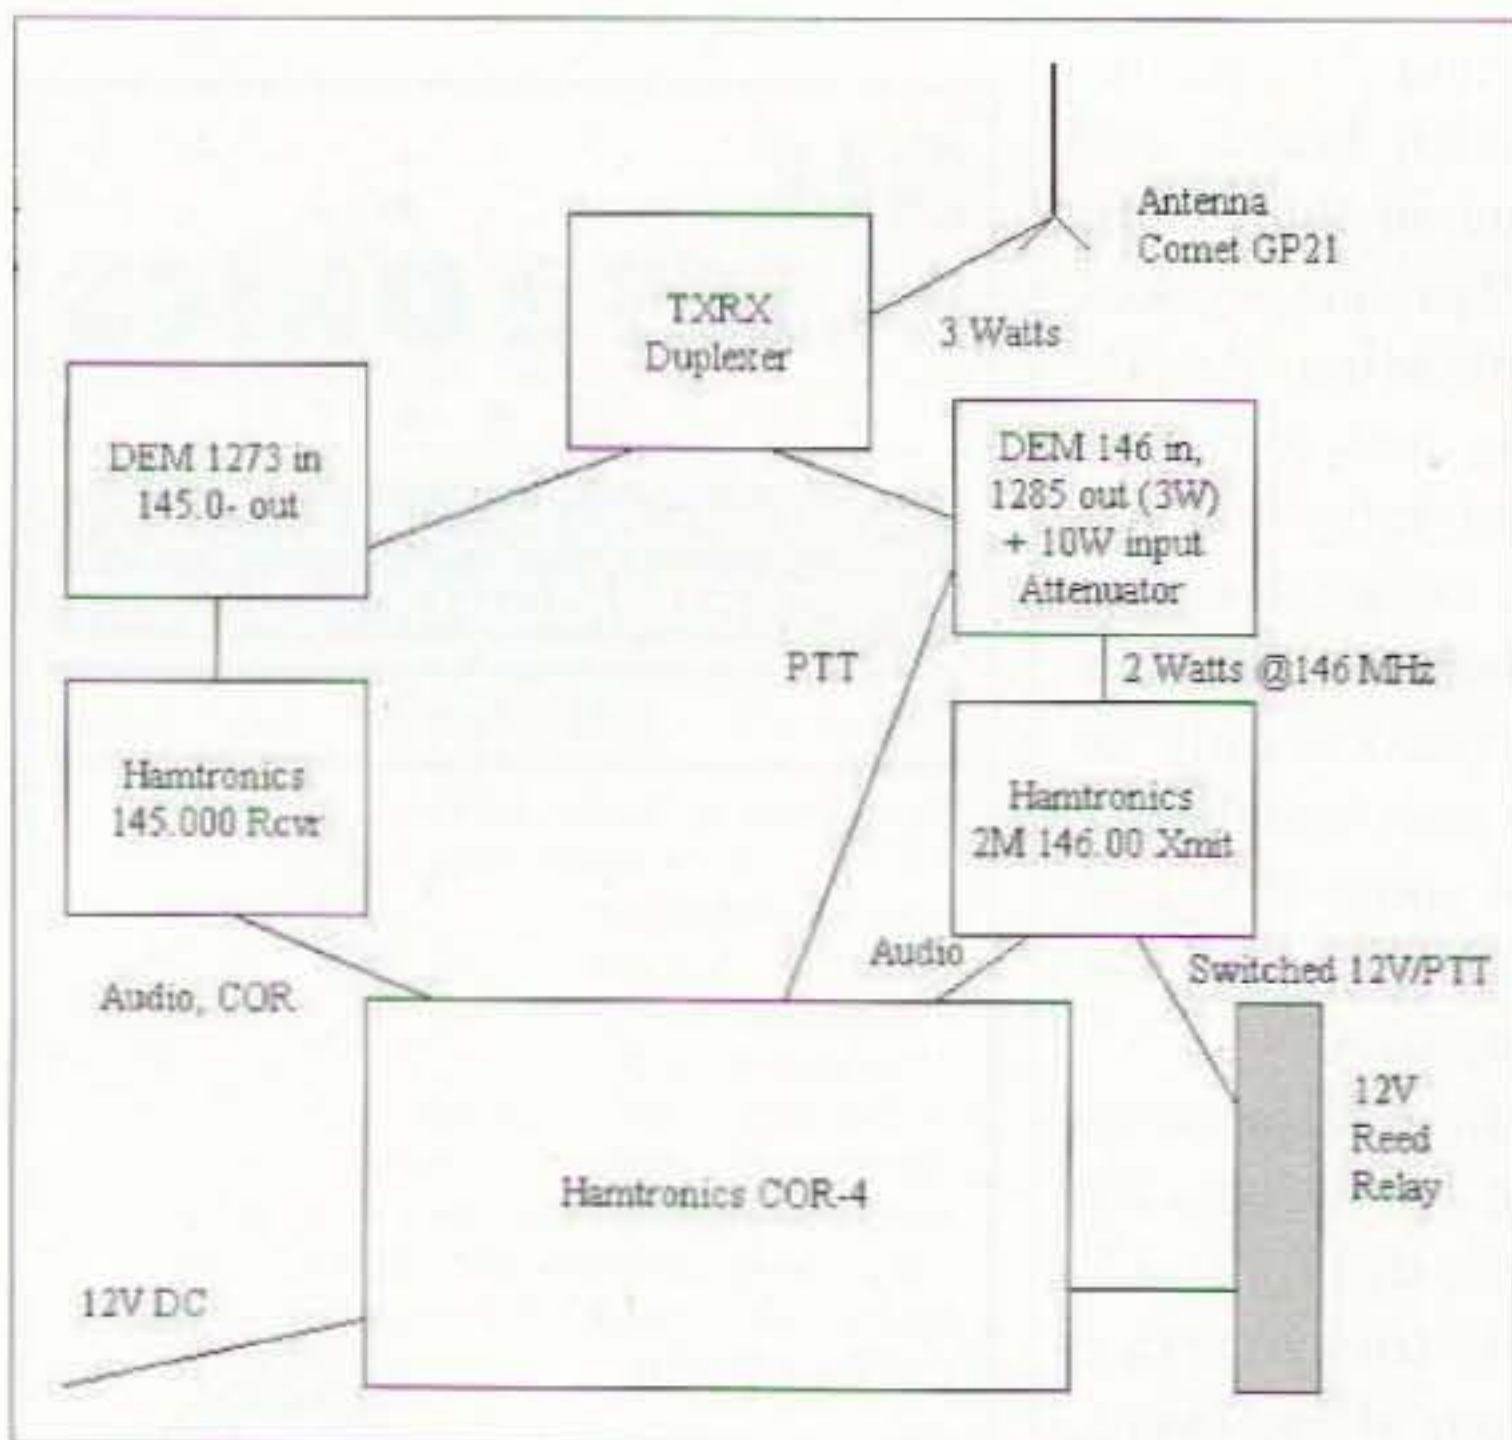 Antenna
Comet GP21
TXRX
Duplexer
3 Watts
DEM 1273 in
145.0- out
DEM 146 in,
1285 out (3W)
+ 10W input
Attenuator
PTT
2 Watts @146 MHz
Hamtronics
145.000 Rcvr
Hamtronics
2M 146.00 Xmit
Audio
Switched 12V/PTT
Audio, COR
12V
Reed
Relay
Hamtronics COR-4
12V DC